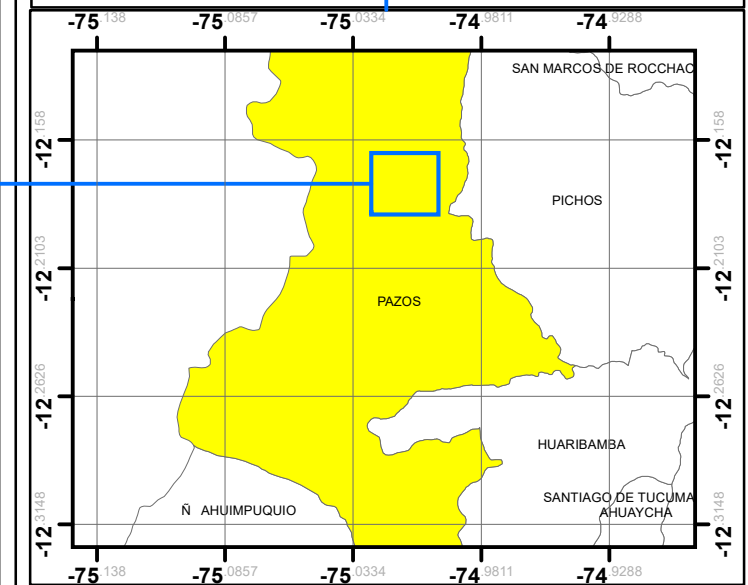 -75.138 -75.0857 -75.0334 -74.9811 -74.9288
SAN MARCOS DE ROCCHAC
-12.158 -12.158
PICHOS
-12.2103 -12.2103
PAZOS
-12.2626 -12.2626
HUARIBAMBA
SANTIAGO DE TUCUMA
Ñ AHUIMPUQUIO AHUAYCHA
-12.3148 -12.3148
-75.138 -75.0857 -75.0334 -74.9811 -74.9288